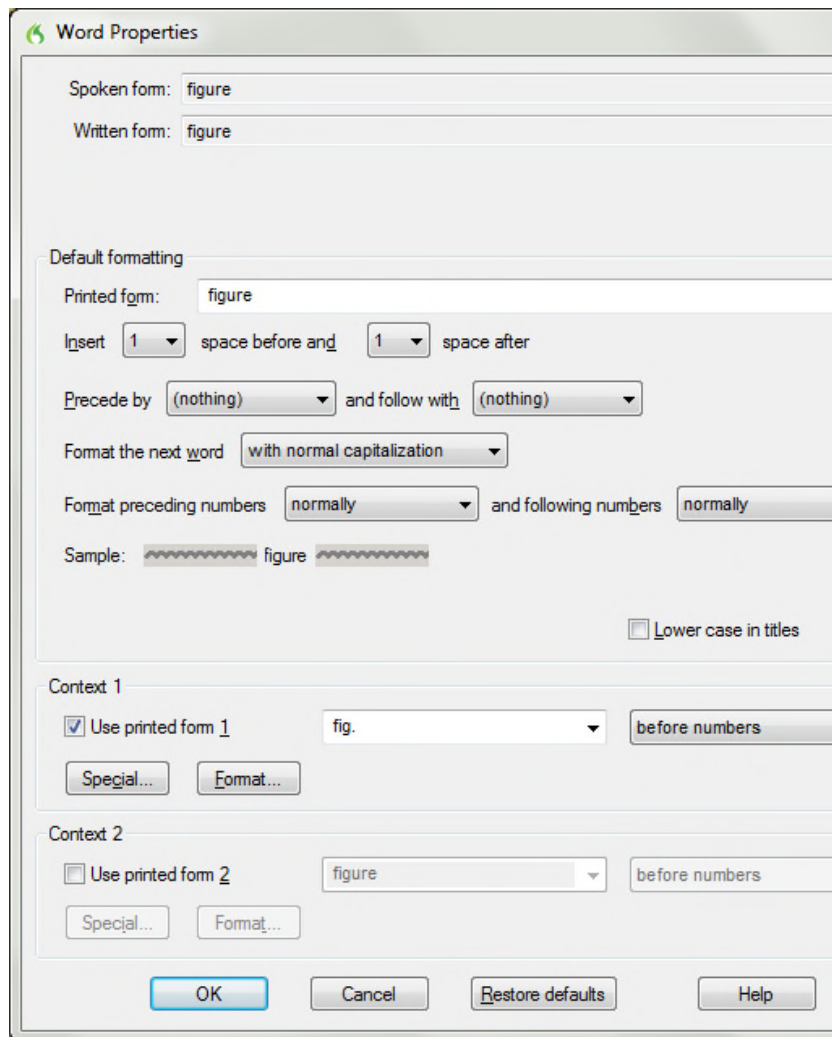 Word Properties
Spoken form: figure
Written form: figure
Default formatting
Printed form: figure
Insert 1 space before and 1 space after
Precede by (nothing) and follow with (nothing)
Format the next word with normal capitalization
Format preceding numbers normally and following numbers normally
Sample: figure
Lower case in titles
Context 1
Use printed form 1 fig. before numbers
Special... Format...
Context 2
Use printed form 2 figure before numbers
Special... Format...
OK Cancel Restore defaults Help